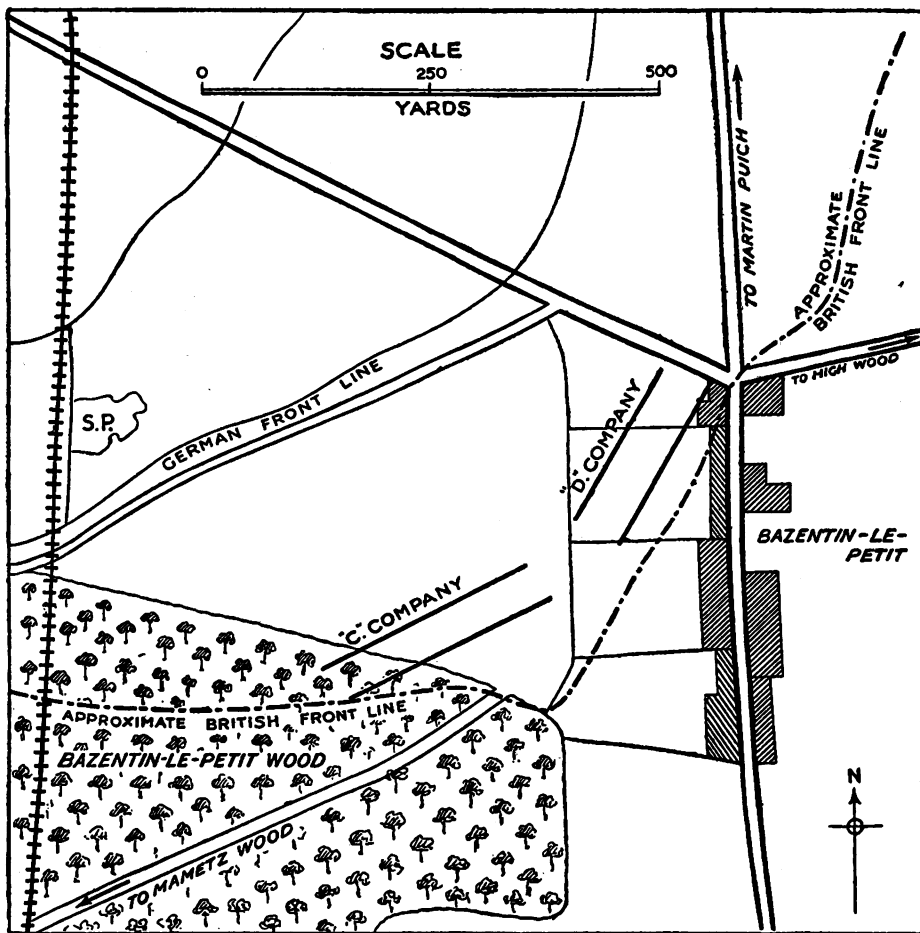 SCALE
0 250 500
YARDS
TO MARTIN PUICH
APPROXIMATE
BRITISH FRONT LINE
TO HIGH WOOD
GERMAN FRONT LINE
S.P.
"D." COMPANY
BAZENTIN-LE-
PETIT
"C." COMPANY
APPROXIMATE BRITISH FRONT LINE
BAZENTIN-LE-PETIT WOOD
TO MAMETZ WOOD
N